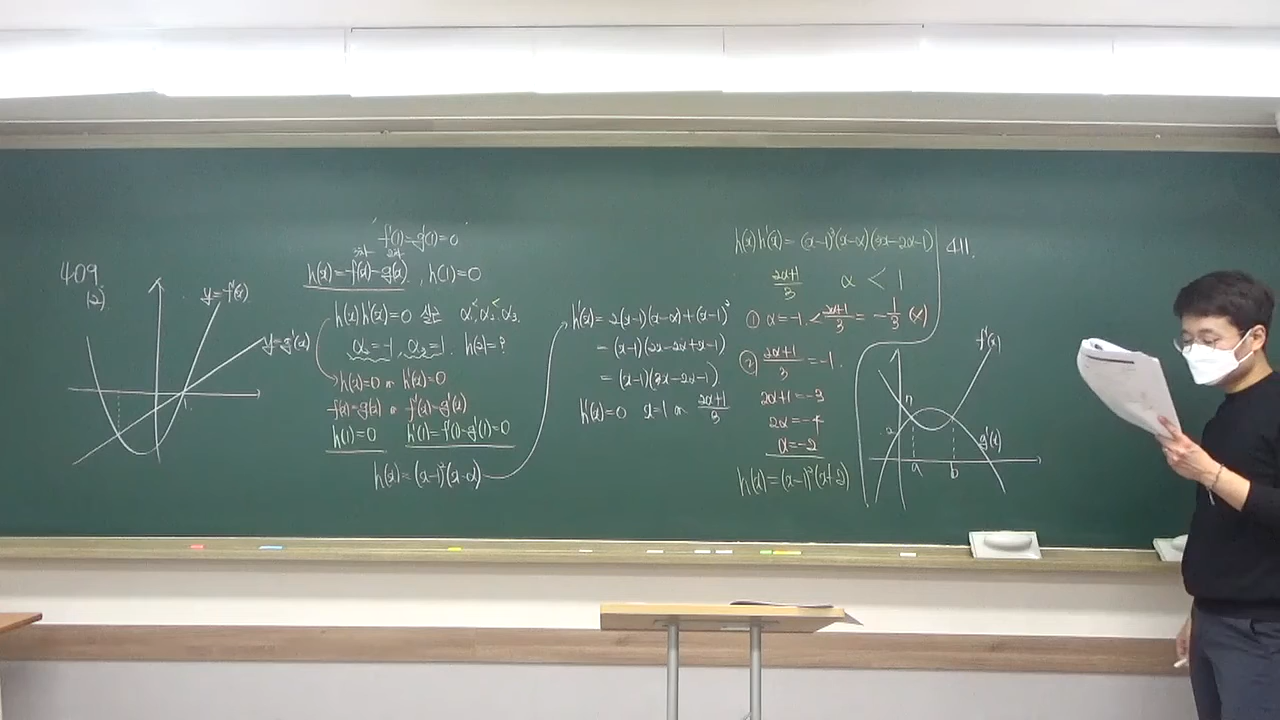 409.
(2)
y=f'(x)
y=g'(x)
1
f'(1)=g'(1)=0
h(x)=f(x)-g(x), h(1)=0
h(x)h'(x)=0 실근 α₁<α₂<α₃.
α₁=-1, α₃=1. h(2)=?
h(x)=0 or h'(x)=0
f(x)=g(x) or f'(x)=g'(x)
h(1)=0 h'(1)=f'(1)-g'(1)=0
h(x)=(x-1)²(x-α)
h'(x)=2(x-1)(x-α)+(x-1)²
=(x-1)(2x-2α+x-1)
=(x-1)(3x-2α-1)
h'(x)=0 x=1 or 2α+1/3
h(x)h'(x)=(x-1)³(x-α)(3x-2α-1)
2α+1/3 α<1
① α=-1.<2α+1/3=-1/3 (×)
② 2α+1/3=-1.
2α+1=-3
2α=-4
α=-2
h(x)=(x-1)²(x+2)
411.
f'(x)
g'(x)
2
a
b